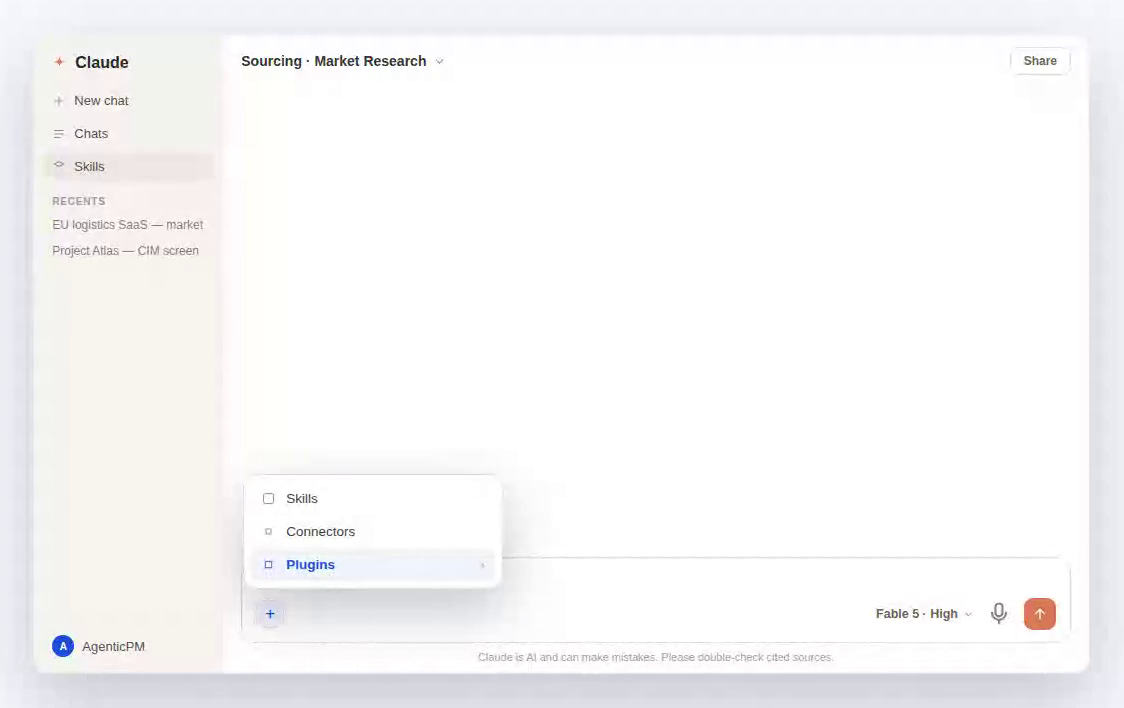 Claude
New chat
Chats
Skills
RECENTS
EU logistics SaaS — market
Project Atlas — CIM screen
A AgenticPM
Sourcing · Market Research
Share
Skills
Connectors
Plugins
Fable 5 · High
Claude is AI and can make mistakes. Please double-check cited sources.